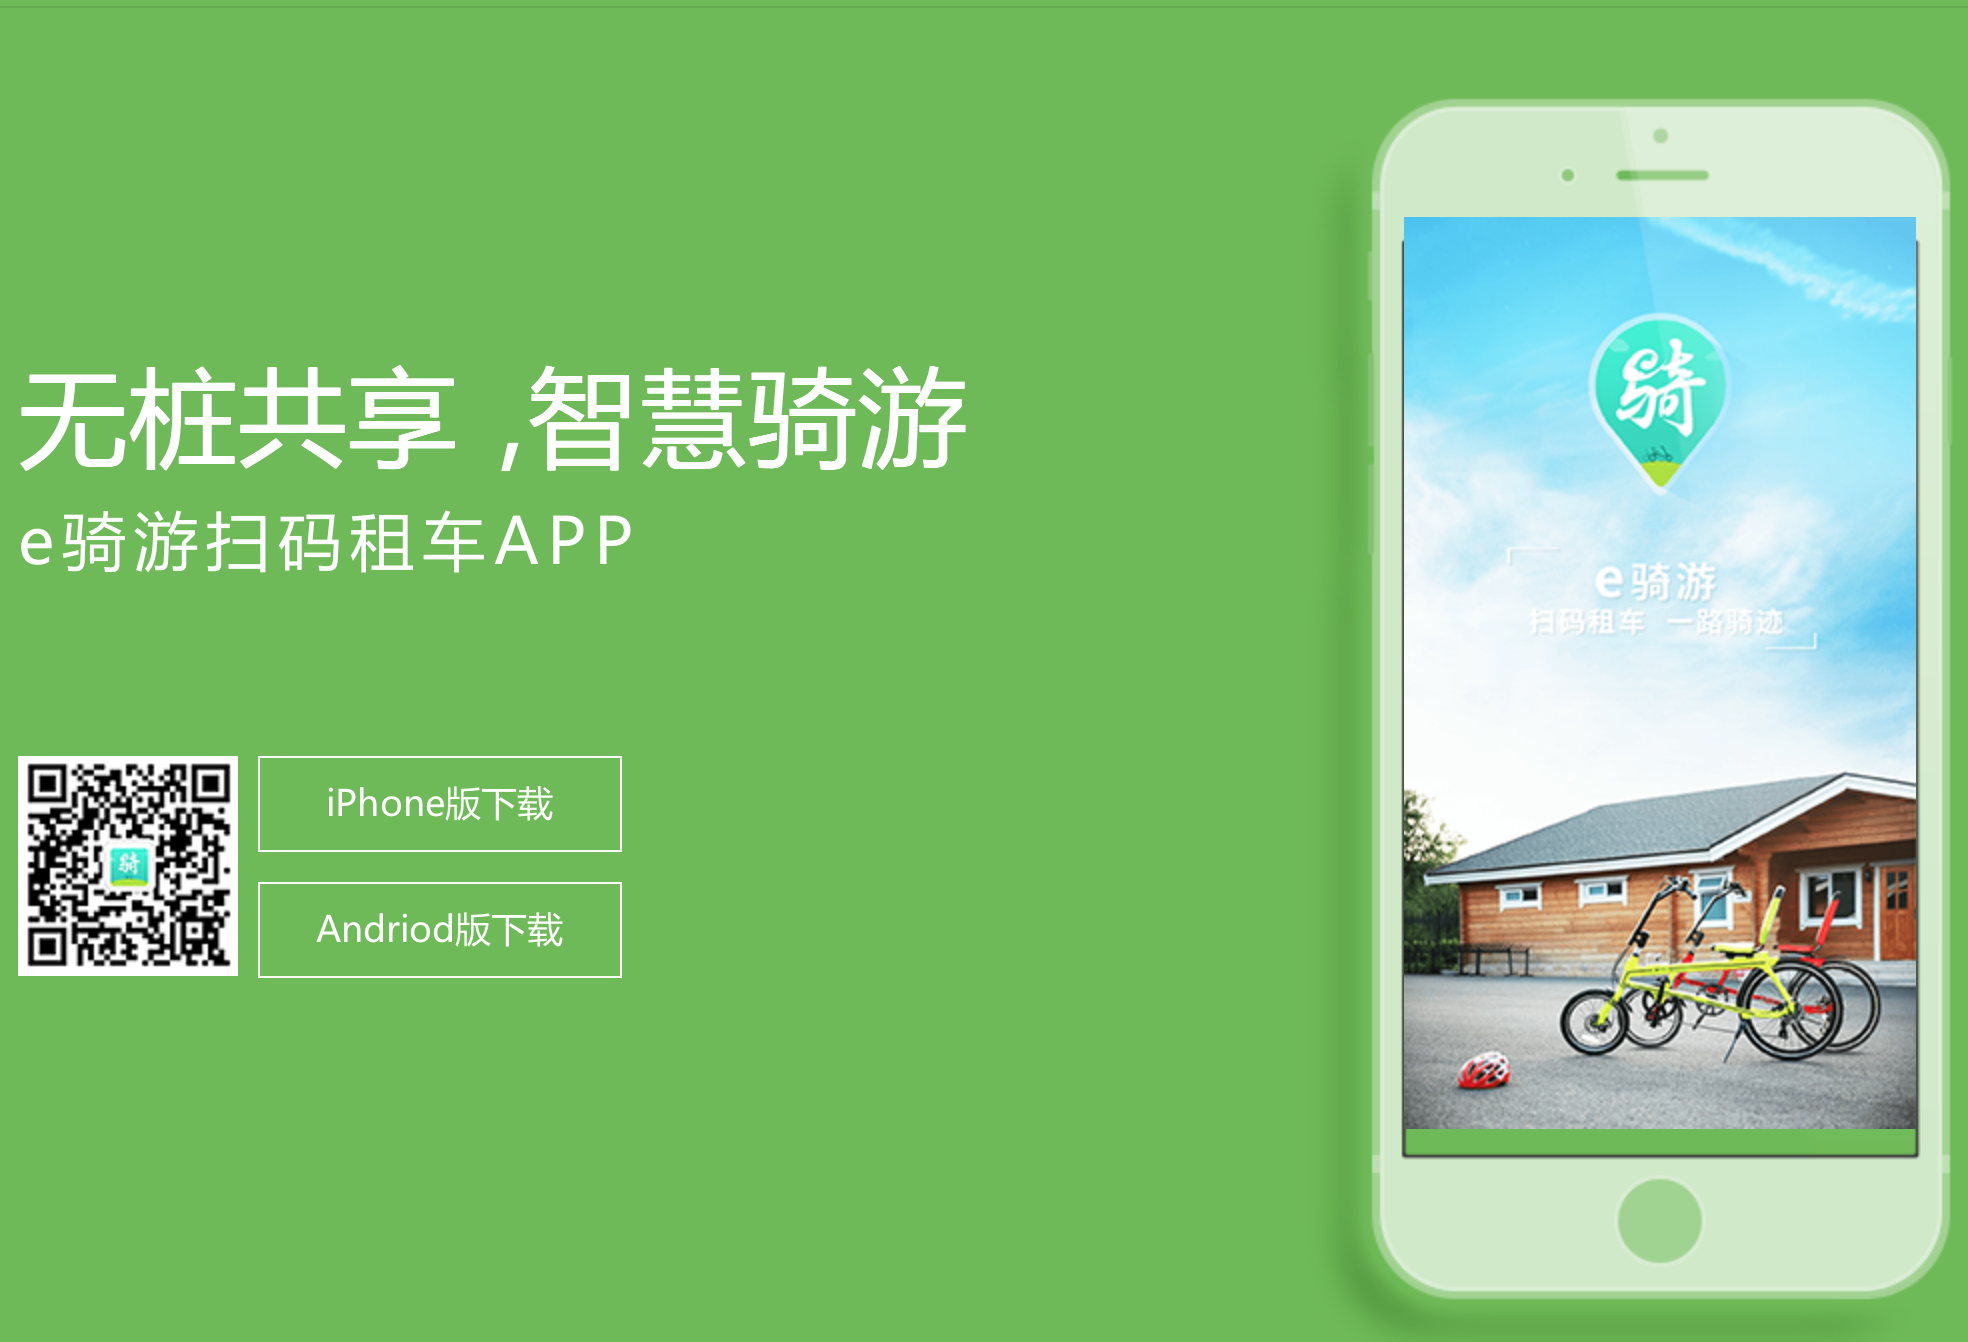 无桩共享 ,智慧骑游
e骑游扫码租车APP
iPhone版下载
Andriod版下载
骑
骑
e骑游
扫码租车 一路骑迹